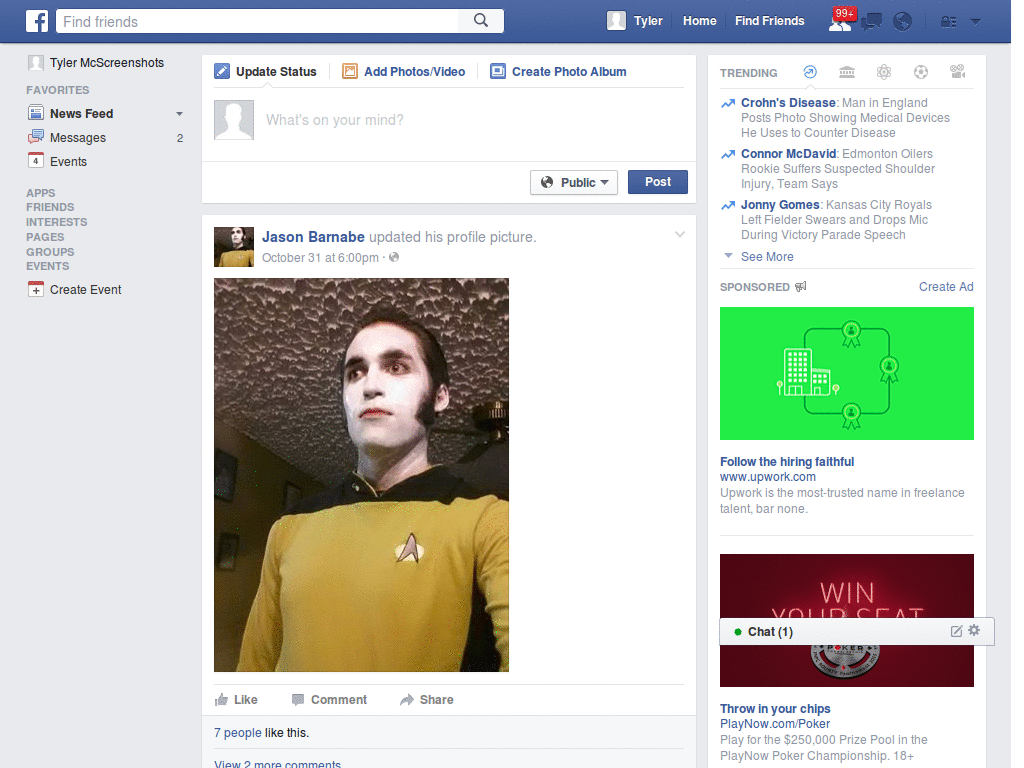 f
Find friends
Tyler
Home
Find Friends
99+
Tyler McScreenshots
FAVORITES
News Feed
Messages
2
4
Events
APPS
FRIENDS
INTERESTS
PAGES
GROUPS
EVENTS
Create Event
Update Status
Add Photos/Video
Create Photo Album
What's on your mind?
Public
Post
Jason Barnabe updated his profile picture.
October 31 at 6:00pm ·
Like
Comment
Share
7 people like this.
View 2 more comments
TRENDING
Crohn's Disease: Man in England
Posts Photo Showing Medical Devices
He Uses to Counter Disease
Connor McDavid: Edmonton Oilers
Rookie Suffers Suspected Shoulder
Injury, Team Says
Jonny Gomes: Kansas City Royals
Left Fielder Swears and Drops Mic
During Victory Parade Speech
See More
SPONSORED
Create Ad
Follow the hiring faithful
www.upwork.com
Upwork is the most-trusted name in freelance
talent, bar none.
WIN
YOUR SEAT
Chat (1)
POKER
Throw in your chips
PlayNow.com/Poker
Play for the $250,000 Prize Pool in the
PlayNow Poker Championship. 18+